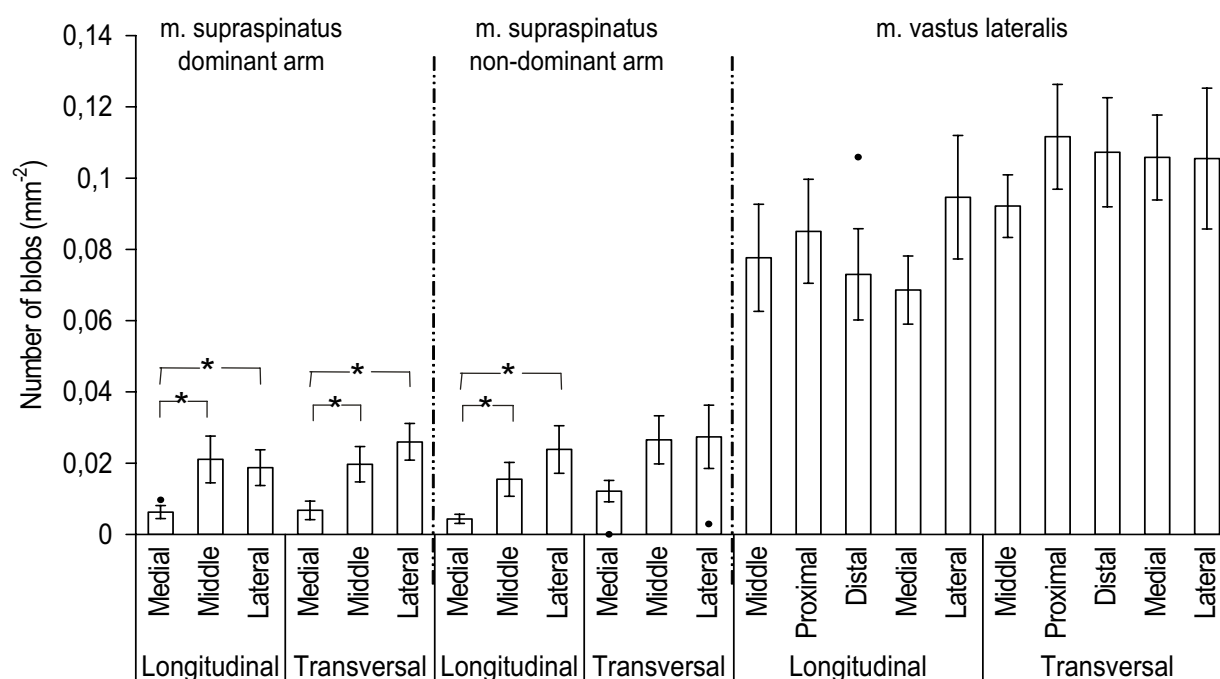 m. supraspinatus
dominant arm
m. supraspinatus
non-dominant arm
m. vastus lateralis
Number of blobs (mm-2)
0,14
0,12
0,1
0,08
0,06
0,04
0,02
0
*
*
*
*
*
*
Medial
Middle
Lateral
Medial
Middle
Lateral
Medial
Middle
Lateral
Medial
Middle
Lateral
Middle
Proximal
Distal
Medial
Lateral
Middle
Proximal
Distal
Medial
Lateral
Longitudinal
Transversal
Longitudinal
Transversal
Longitudinal
Transversal